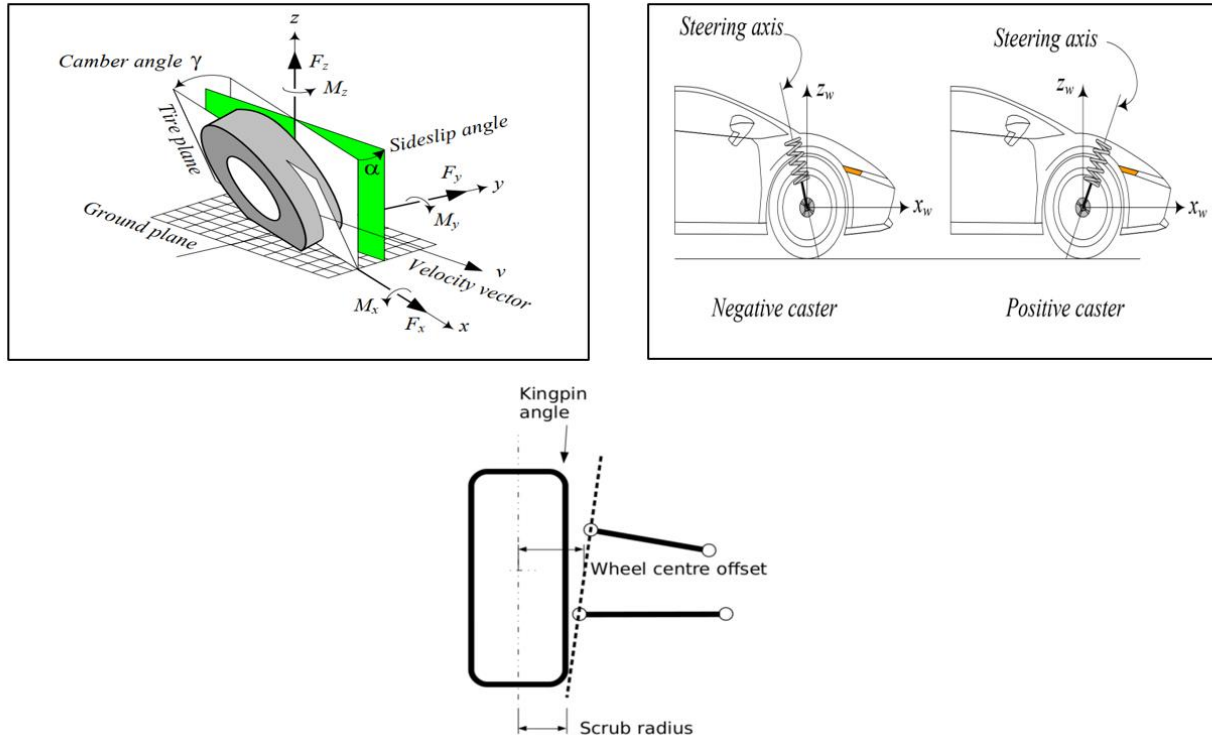 z
Camber angle γ
F_z
M_z
Tire plane
Sideslip angle
α
F_y
y
M_y
Ground plane
v
Velocity vector
M_x
F_x
x
Steering axis
z_w
x_w
Negative caster
Steering axis
z_w
x_w
Positive caster
Kingpin
angle
Wheel centre offset
Scrub radius